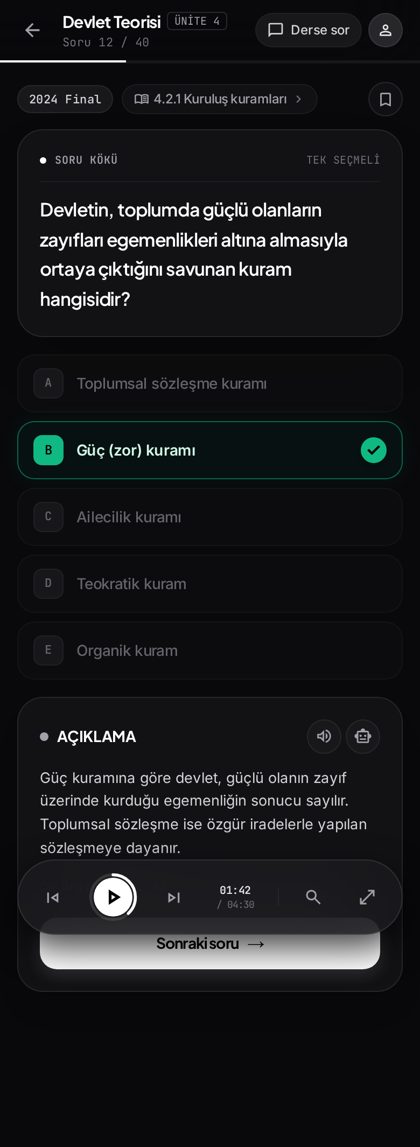 Devlet Teorisi ÜNİTE 4
Soru 12 / 40
Derse sor
2024 Final
4.2.1 Kuruluş kuramları
SORU KÖKÜ
TEK SEÇMELİ
Devletin, toplumda güçlü olanların
zayıfları egemenlikleri altına almasıyla
ortaya çıktığını savunan kuram
hangisidir?
A Toplumsal sözleşme kuramı
B Güç (zor) kuramı
C Ailecilik kuramı
D Teokratik kuram
E Organik kuram
AÇIKLAMA
Güç kuramına göre devlet, güçlü olanın zayıf
üzerinde kurduğu egemenliğin sonucu sayılır.
Toplumsal sözleşme ise özgür iradelerle yapılan
sözleşmeye dayanır.
01:42
/ 04:30
Sonraki soru →